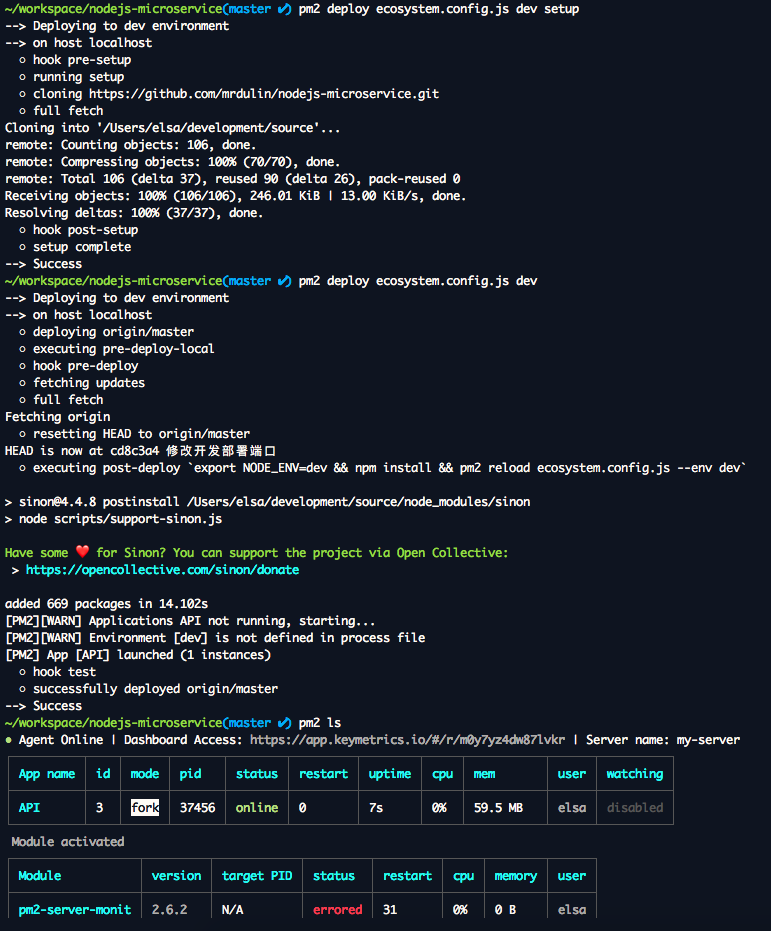 ~/workspace/nodejs-microservice(master ✔) pm2 deploy ecosystem.config.js dev setup
--> Deploying to dev environment
--> on host localhost
○ hook pre-setup
○ running setup
○ cloning https://github.com/mrdulin/nodejs-microservice.git
○ full fetch
Cloning into '/Users/elsa/development/source'...
remote: Counting objects: 106, done.
remote: Compressing objects: 100% (70/70), done.
remote: Total 106 (delta 37), reused 90 (delta 26), pack-reused 0
Receiving objects: 100% (106/106), 246.01 KiB | 13.00 KiB/s, done.
Resolving deltas: 100% (37/37), done.
○ hook post-setup
○ setup complete
--> Success
~/workspace/nodejs-microservice(master ✔) pm2 deploy ecosystem.config.js dev
--> Deploying to dev environment
--> on host localhost
○ deploying origin/master
○ executing pre-deploy-local
○ hook pre-deploy
○ fetching updates
○ full fetch
Fetching origin
○ resetting HEAD to origin/master
HEAD is now at cd8c3a4 修改开发部署端口
○ executing post-deploy `export NODE_ENV=dev && npm install && pm2 reload ecosystem.config.js --env dev`
> sinon@4.4.8 postinstall /Users/elsa/development/source/node_modules/sinon
> node scripts/support-sinon.js
Have some ❤️ for Sinon? You can support the project via Open Collective:
> https://opencollective.com/sinon/donate
added 669 packages in 14.102s
[PM2][WARN] Applications API not running, starting...
[PM2][WARN] Environment [dev] is not defined in process file
[PM2] App [API] launched (1 instances)
○ hook test
○ successfully deployed origin/master
--> Success
~/workspace/nodejs-microservice(master ✔) pm2 ls
● Agent Online | Dashboard Access: https://app.keymetrics.io/#/r/m0y7yz4dw87lvkr | Server name: my-server
App name id mode pid status restart uptime cpu mem user watching
API 3 fork 37456 online 0 7s 0% 59.5 MB elsa disabled
Module activated
Module version target PID status restart cpu memory user
pm2-server-monit 2.6.2 N/A errored 31 0% 0 B elsa